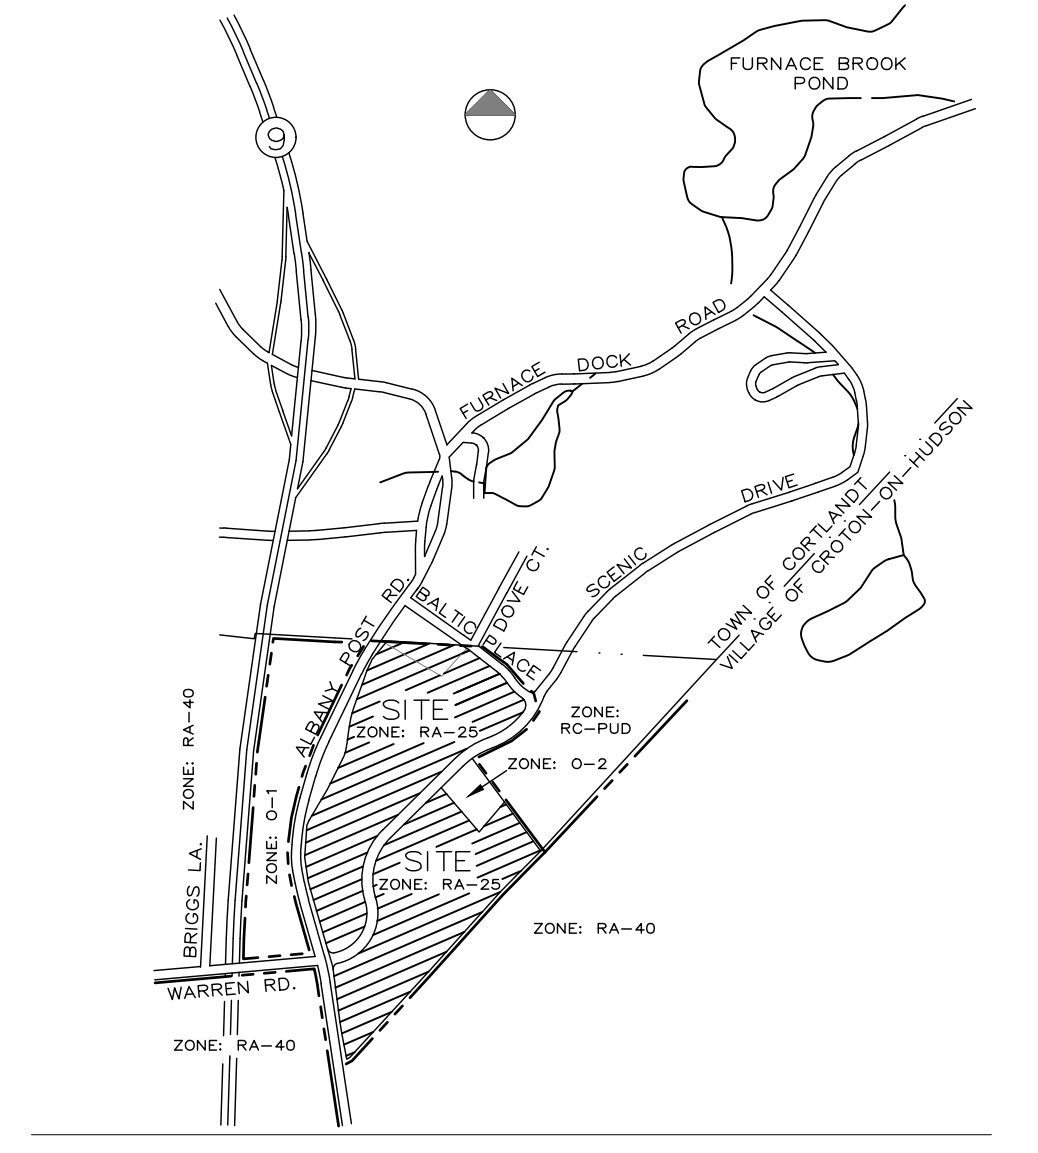 FURNACE BROOK
POND
9
ROAD
DOCK
FURNACE
DRIVE
SCENIC
TOWN OF CORTLANDT
VILLAGE OF CROTON-ON-HUDSON
DOVE CT.
BALTIC PLACE
ALBANY POST RD.
SITE
ZONE: RA-25
ZONE:
RC-PUD
ZONE: O-2
ZONE: RA-40
ZONE: O-1
SITE
ZONE: RA-25
BRIGGS LA.
ZONE: RA-40
WARREN RD.
ZONE: RA-40